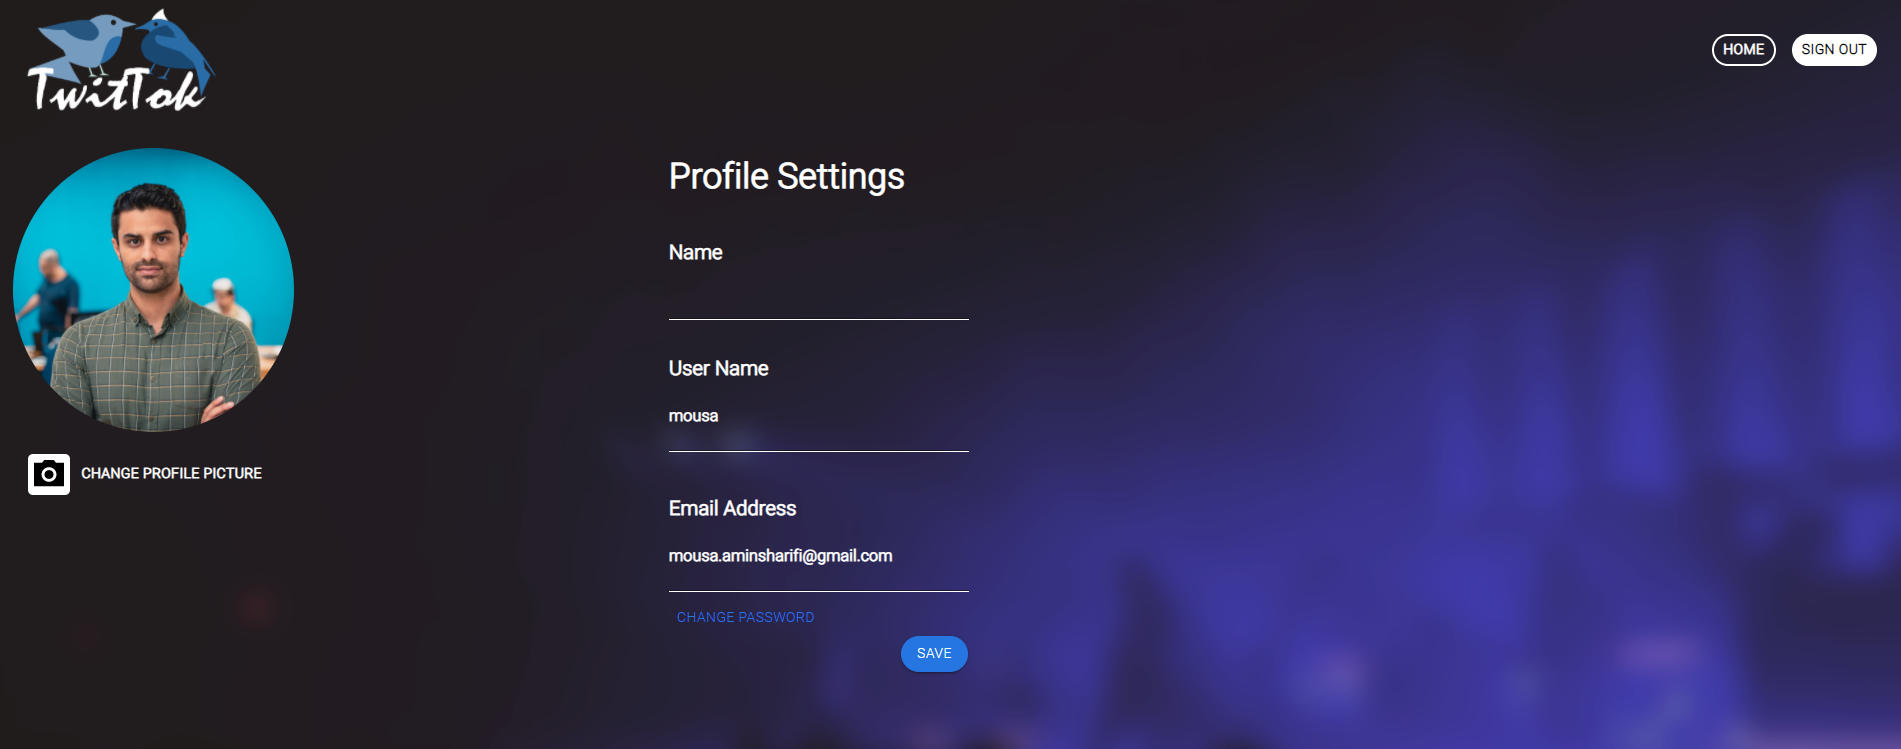 TwitTok
HOME
SIGN OUT
Profile Settings
Name
User Name
mousa
Email Address
mousa.aminsharifi@gmail.com
CHANGE PASSWORD
SAVE
CHANGE PROFILE PICTURE